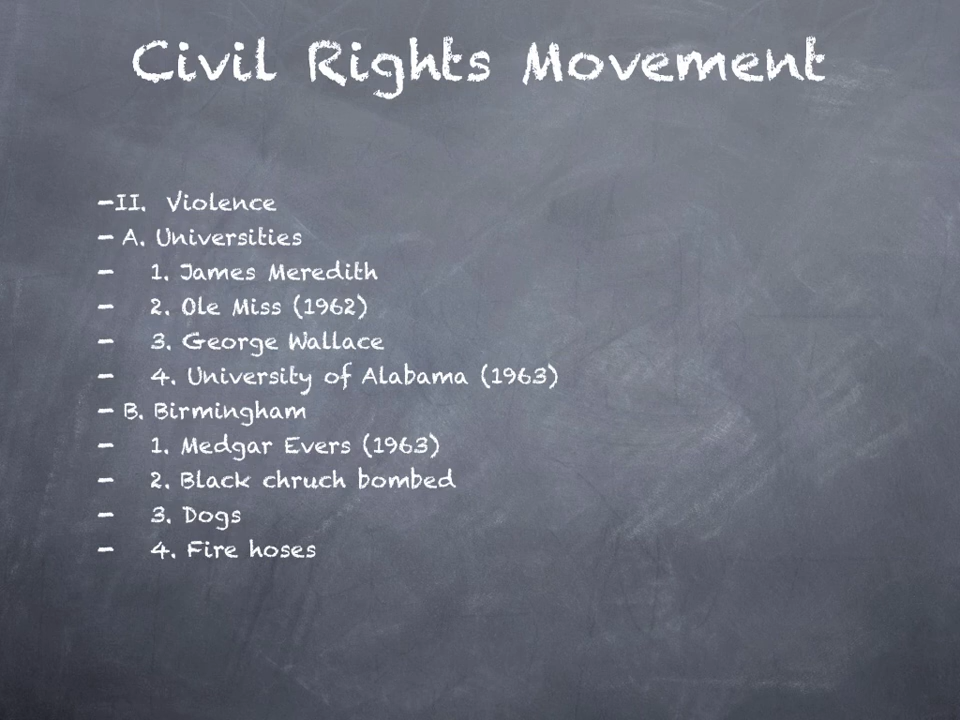 Civil Rights Movement
-II. Violence
- A. Universities
- 1. James Meredith
- 2. Ole Miss (1962)
- 3. George Wallace
- 4. University of Alabama (1963)
- B. Birmingham
- 1. Medgar Evers (1963)
- 2. Black chruch bombed
- 3. Dogs
- 4. Fire hoses